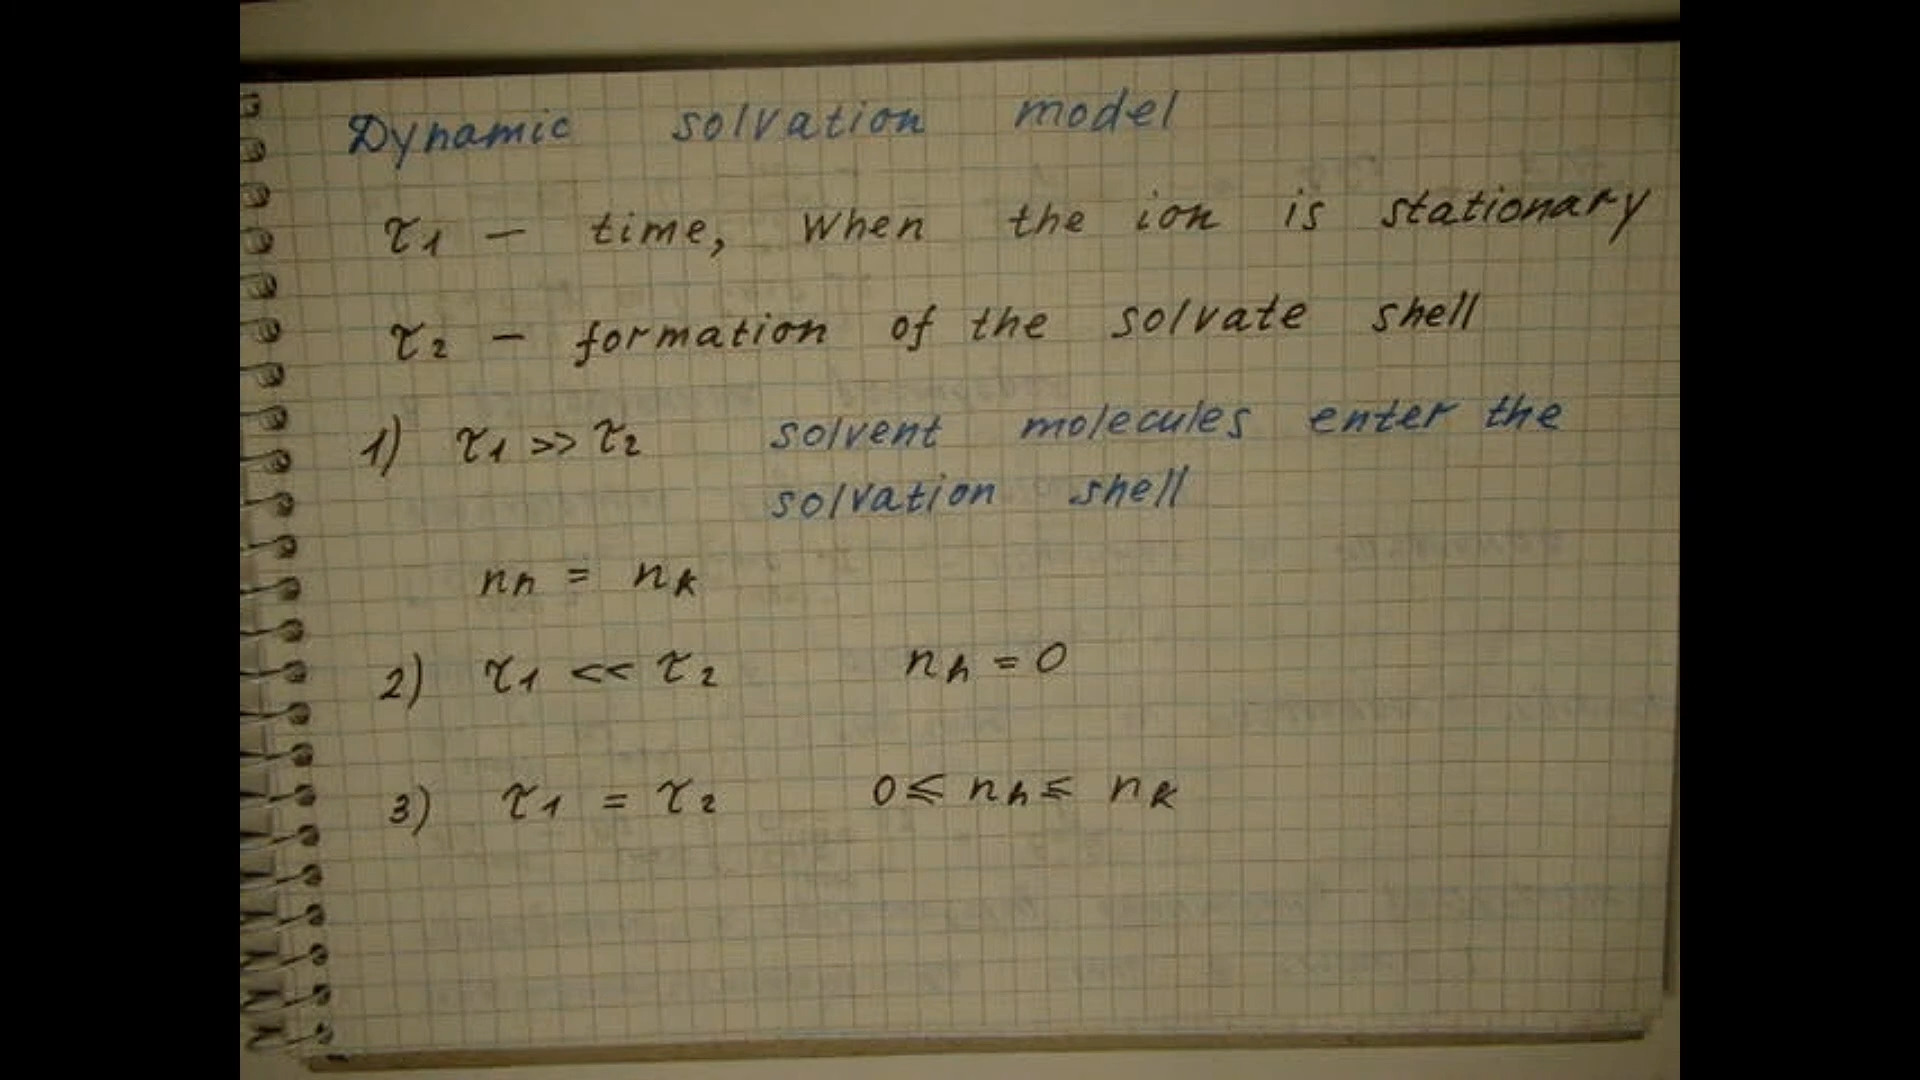 Dynamic solvation model
τ1 – time, when the ion is stationary
τ2 – formation of the solvate shell
1) τ1 >> τ2 solvent molecules enter the
solvation shell
nh = nk
2) τ1 << τ2 nh = 0
3) τ1 = τ2 0 ≤ nh ≤ nk